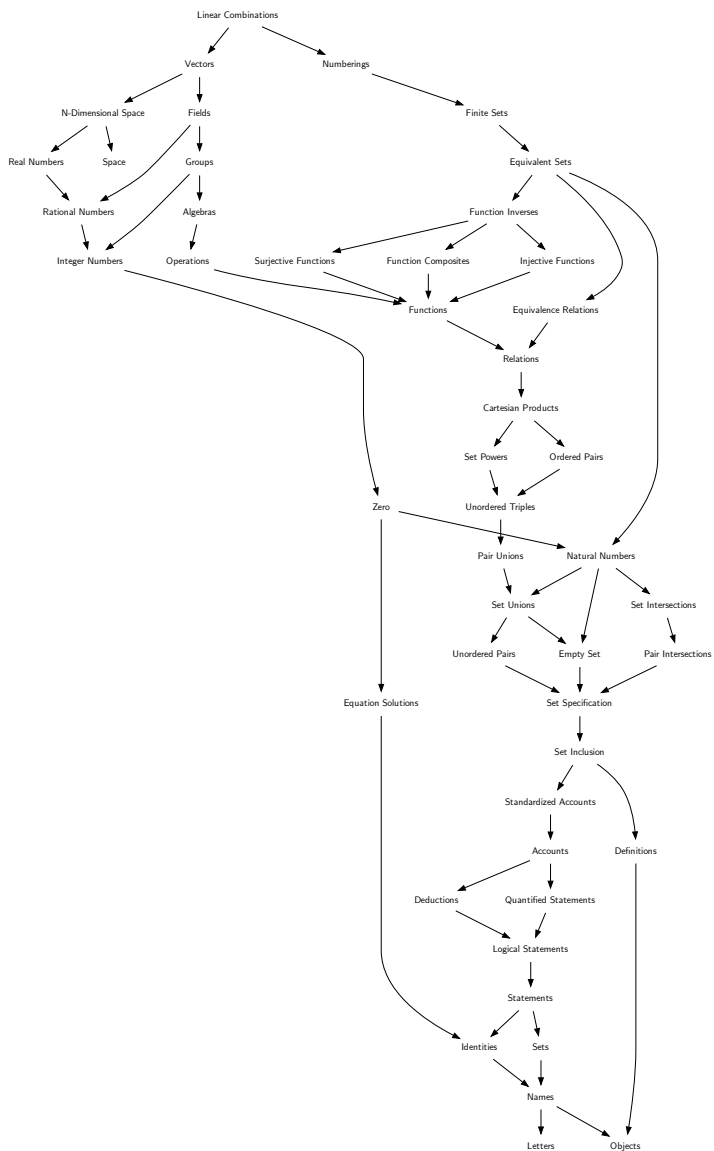 Linear Combinations
Vectors
Numberings
N-Dimensional Space
Fields
Finite Sets
Real Numbers
Space
Groups
Equivalent Sets
Rational Numbers
Algebras
Function Inverses
Integer Numbers
Operations
Surjective Functions
Function Composites
Injective Functions
Functions
Equivalence Relations
Relations
Cartesian Products
Set Powers
Ordered Pairs
Zero
Unordered Triples
Pair Unions
Natural Numbers
Set Unions
Set Intersections
Unordered Pairs
Empty Set
Pair Intersections
Equation Solutions
Set Specification
Set Inclusion
Standardized Accounts
Accounts
Definitions
Deductions
Quantified Statements
Logical Statements
Statements
Identities
Sets
Names
Letters
Objects